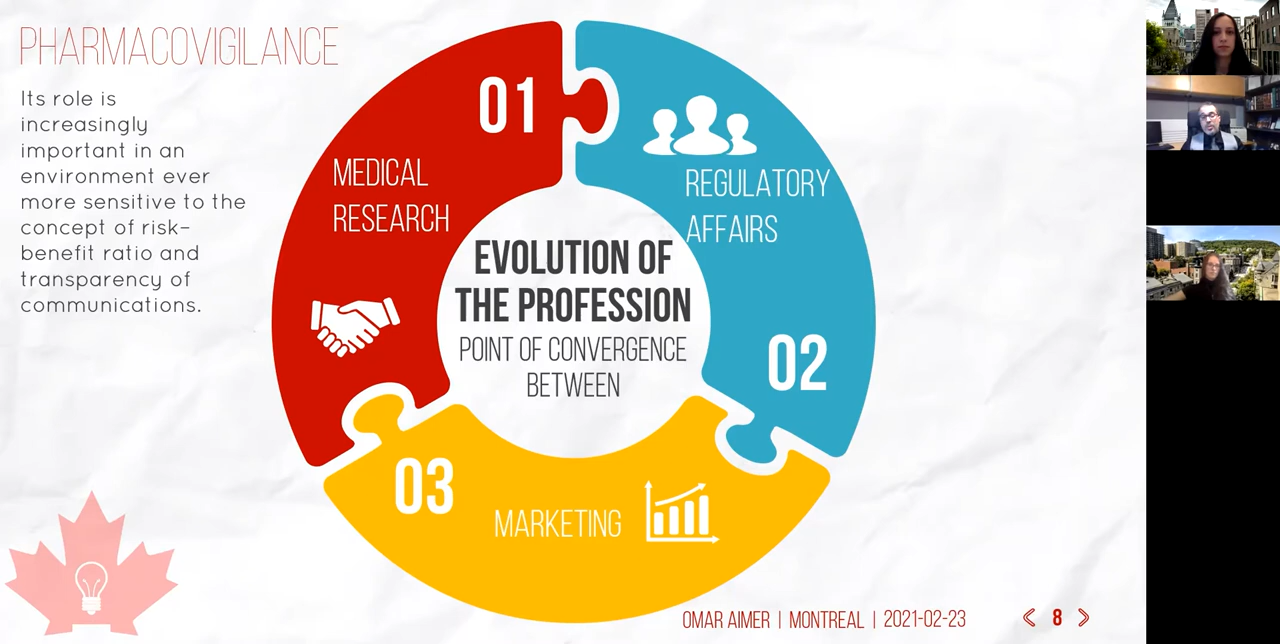 PHARMACOVIGILANCE
Its role is
increasingly
important in an
environment ever
more sensitive to the
concept of risk-
benefit ratio and
transparency of
communications.
01
MEDICAL
RESEARCH
REGULATORY
AFFAIRS
02
EVOLUTION OF
THE PROFESSION
POINT OF CONVERGENCE
BETWEEN
03
MARKETING
OMAR AIMER | MONTREAL | 2021-02-23
8